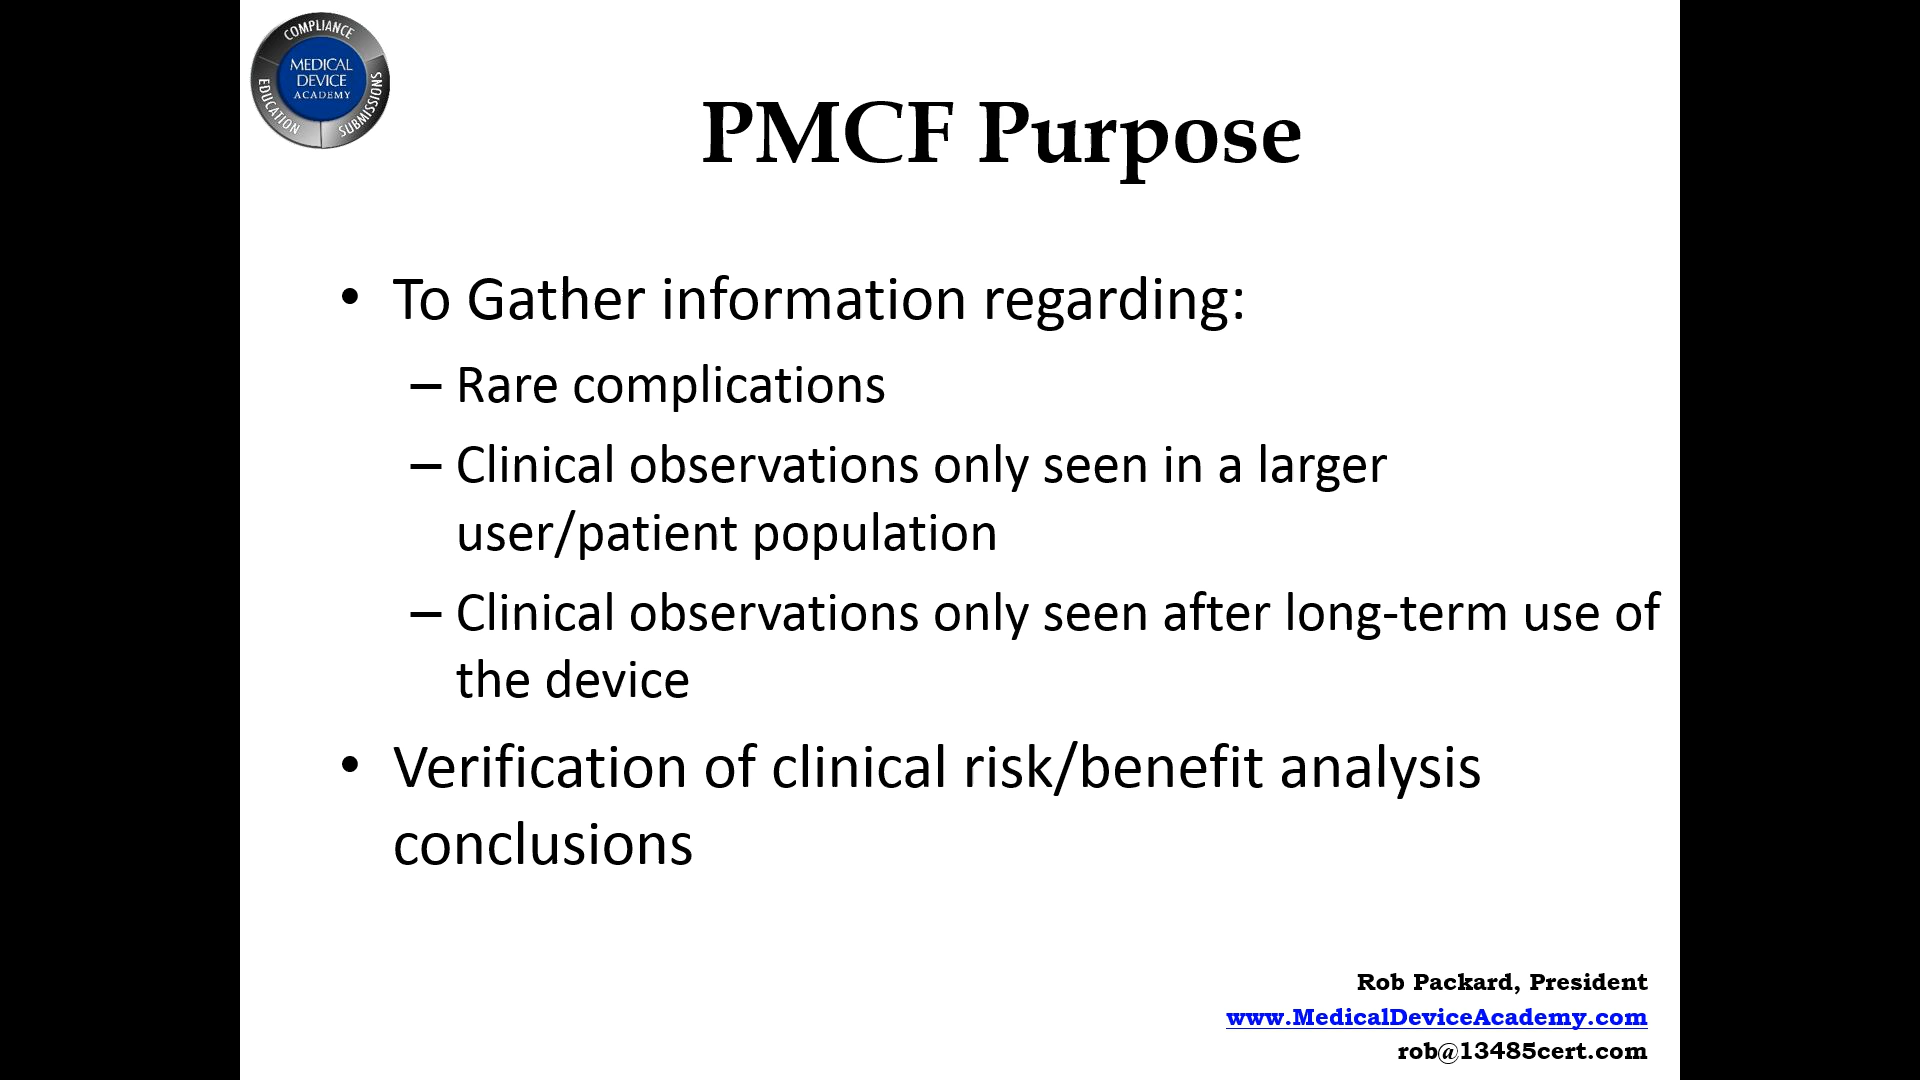 COMPLIANCE
MEDICAL
DEVICE
ACADEMY
EDUCATION
SUBMISSIONS
PMCF Purpose
• To Gather information regarding:
– Rare complications
– Clinical observations only seen in a larger
user/patient population
– Clinical observations only seen after long-term use of
the device
• Verification of clinical risk/benefit analysis
conclusions
Rob Packard, President
www.MedicalDeviceAcademy.com
rob@13485cert.com